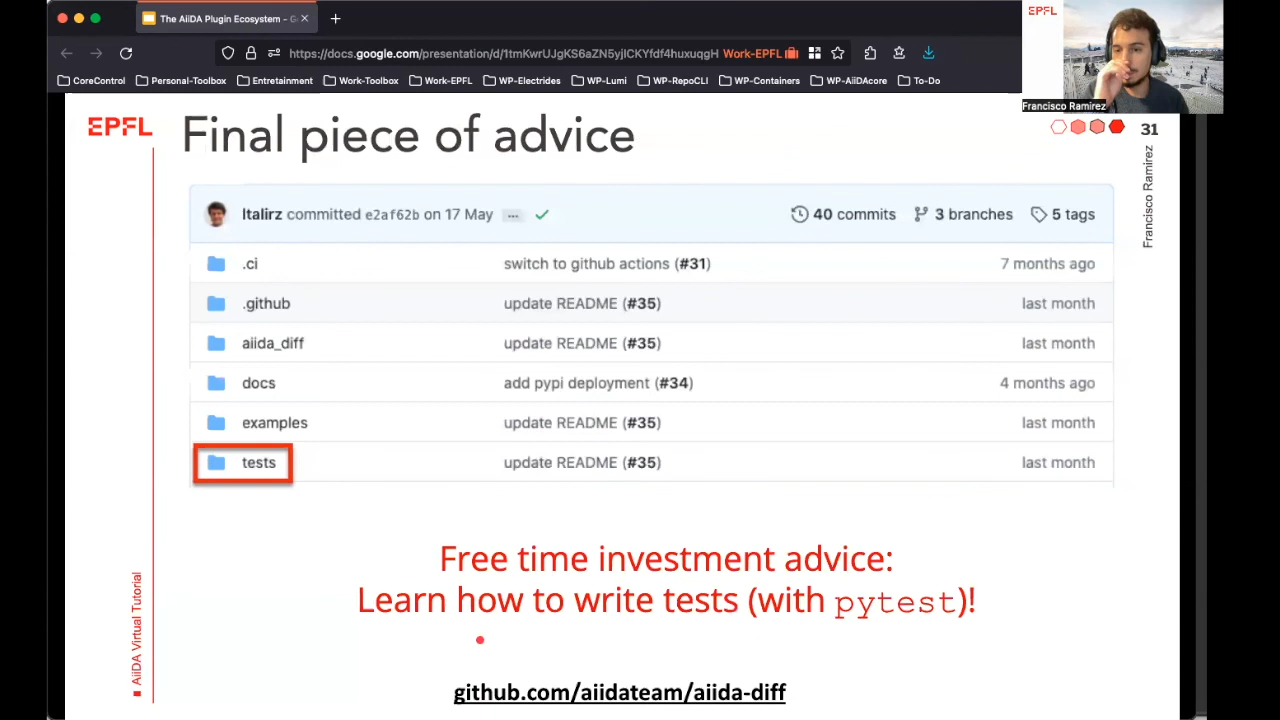 The AiiDA Plugin Ecosystem - G
https://docs.google.com/presentation/d/1tmKwrUJgKS6aZN5yjlCKYfdf4huxuqgH Work-EPFL
CoreControl Personal-Toolbox Entretainment Work-Toolbox Work-EPFL WP-Electrides WP-Lumi WP-RepoCLI WP-Containers WP-AiiDAcore To-Do
EPFL
Francisco Ramirez
EPFL
Final piece of advice
31
Francisco Ramirez
ltalirz committed e2af62b on 17 May ... 40 commits 3 branches 5 tags
.ci switch to github actions (#31) 7 months ago
.github update README (#35) last month
aiida_diff update README (#35) last month
docs add pypi deployment (#34) 4 months ago
examples update README (#35) last month
tests update README (#35) last month
Free time investment advice:
Learn how to write tests (with pytest)!
AiiDA Virtual Tutorial
github.com/aiidateam/aiida-diff